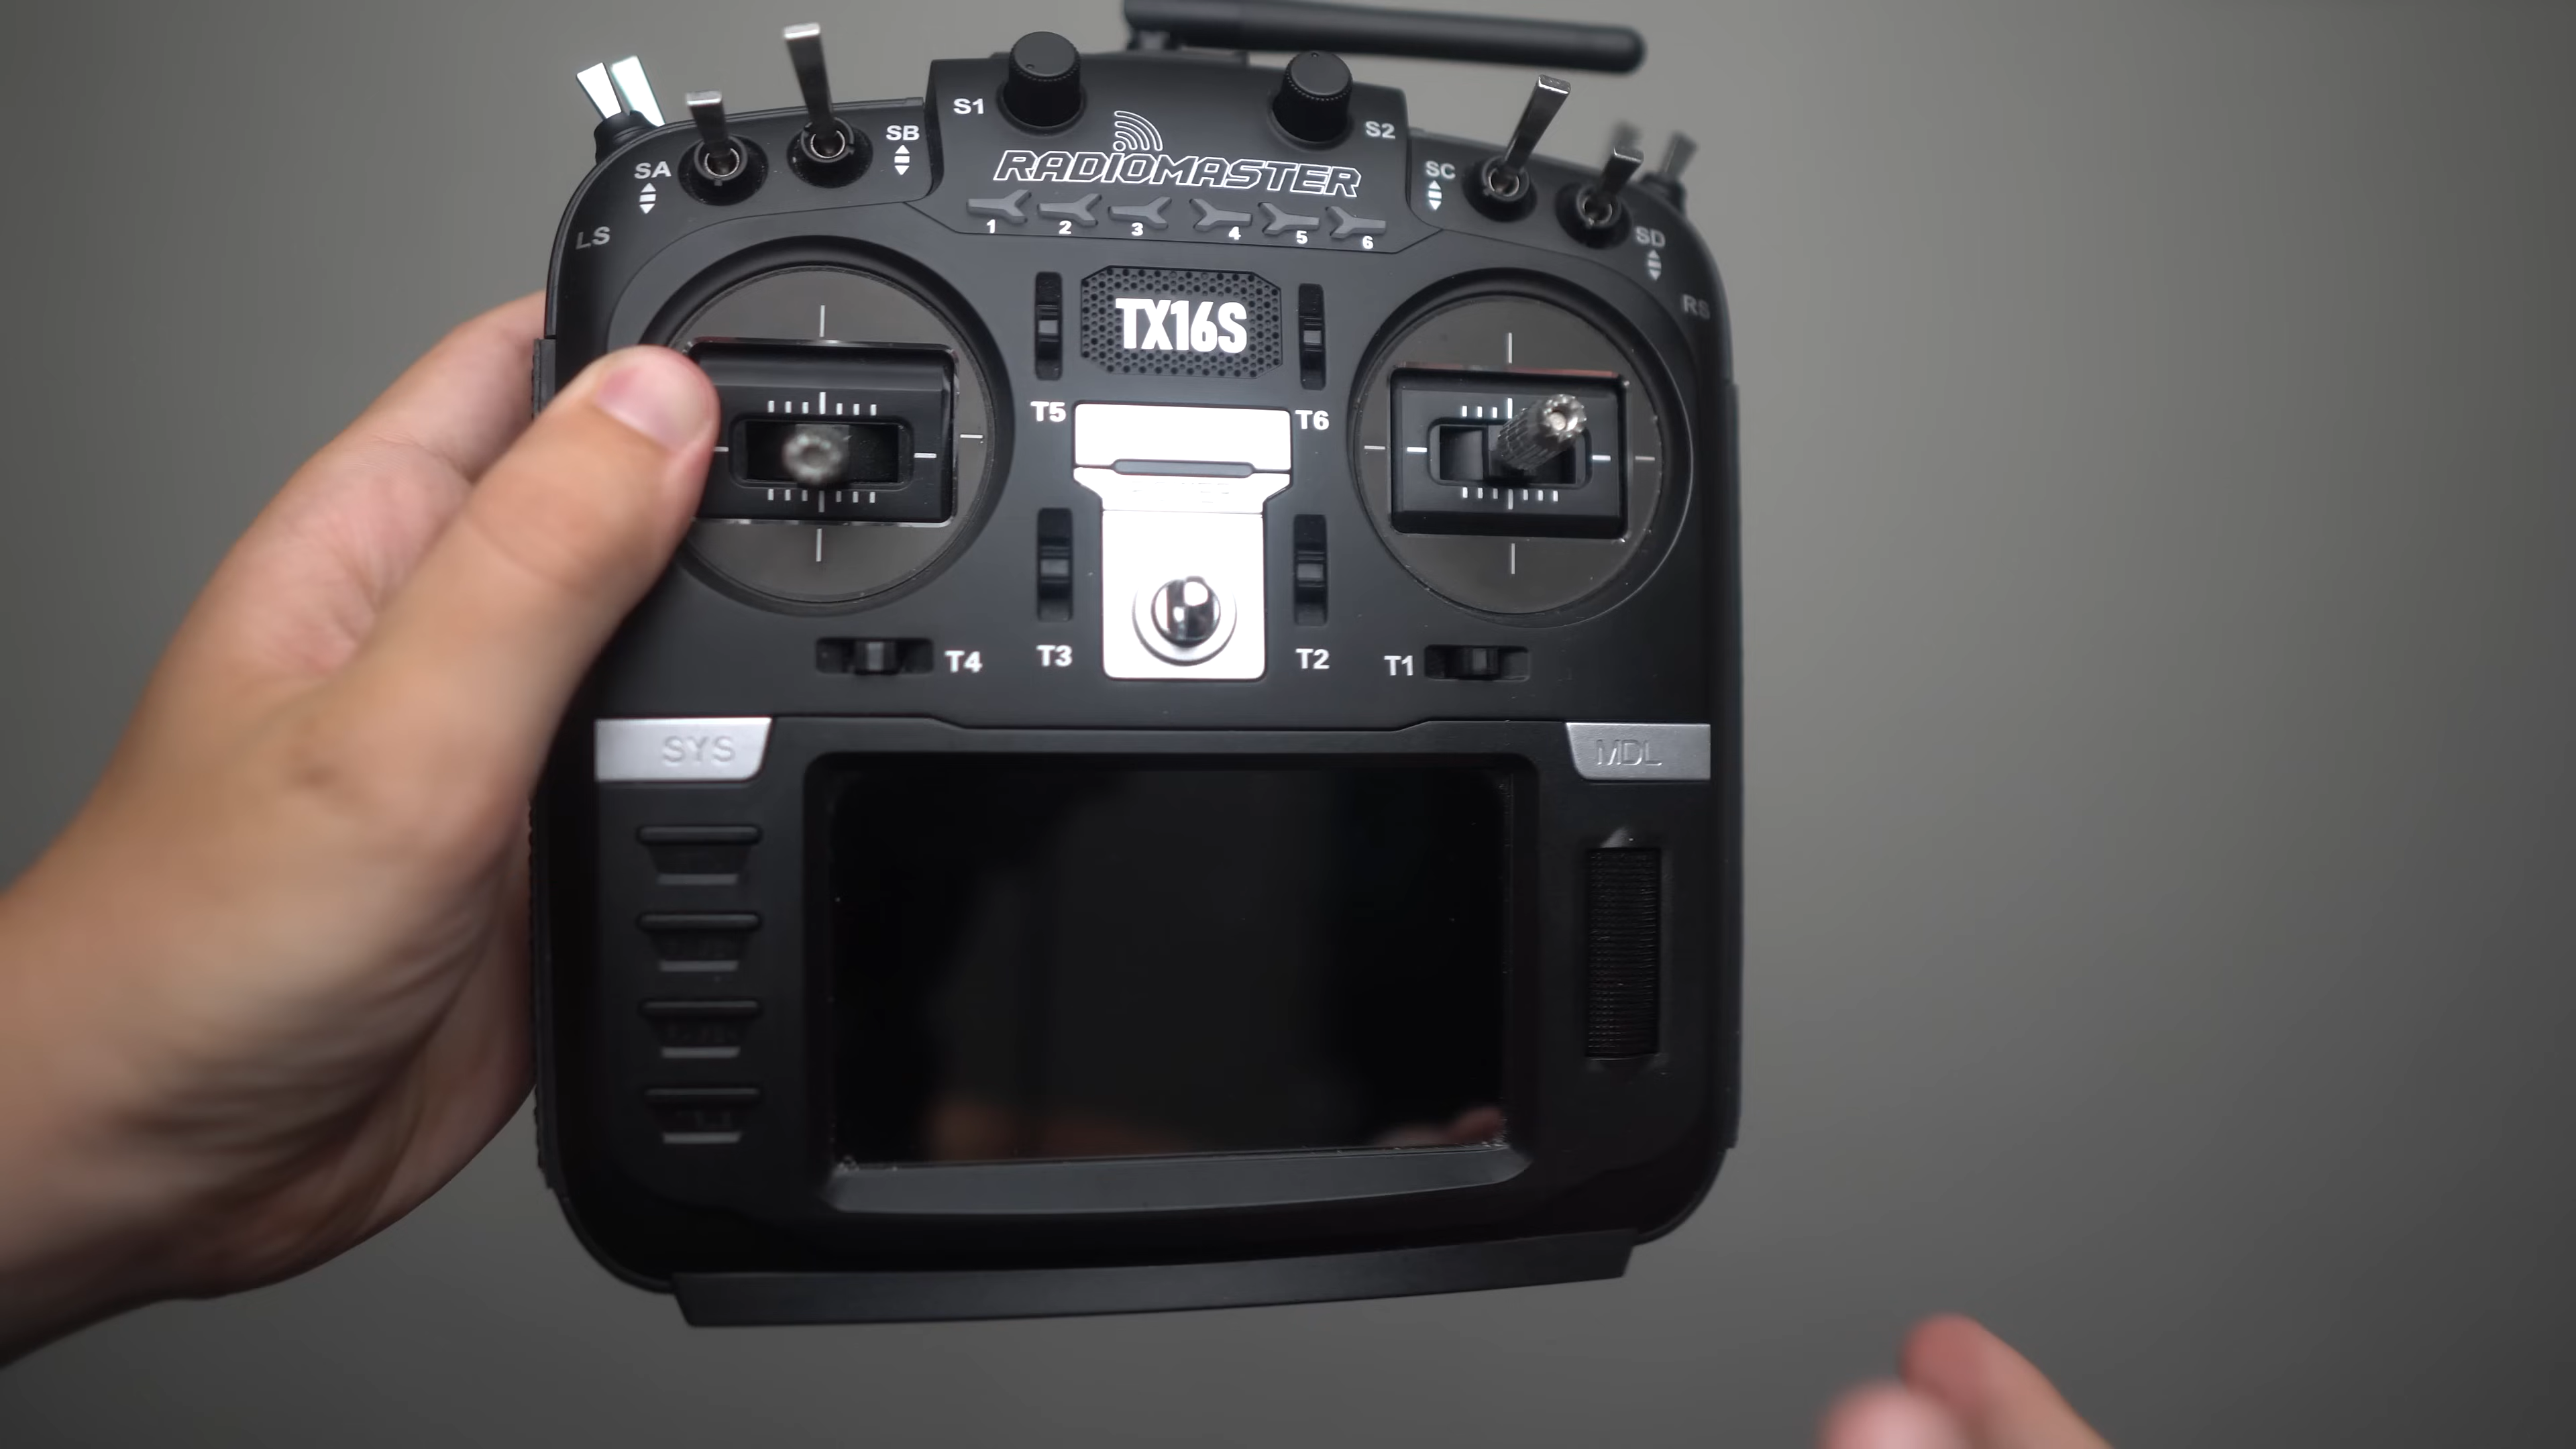 S1
S2
SB
SA
SC
SD
LS
RS
RADIOMASTER
1 2 3 4 5 6
TX16S
T5
T6
T4
T3
T2
T1
SYS
MDL